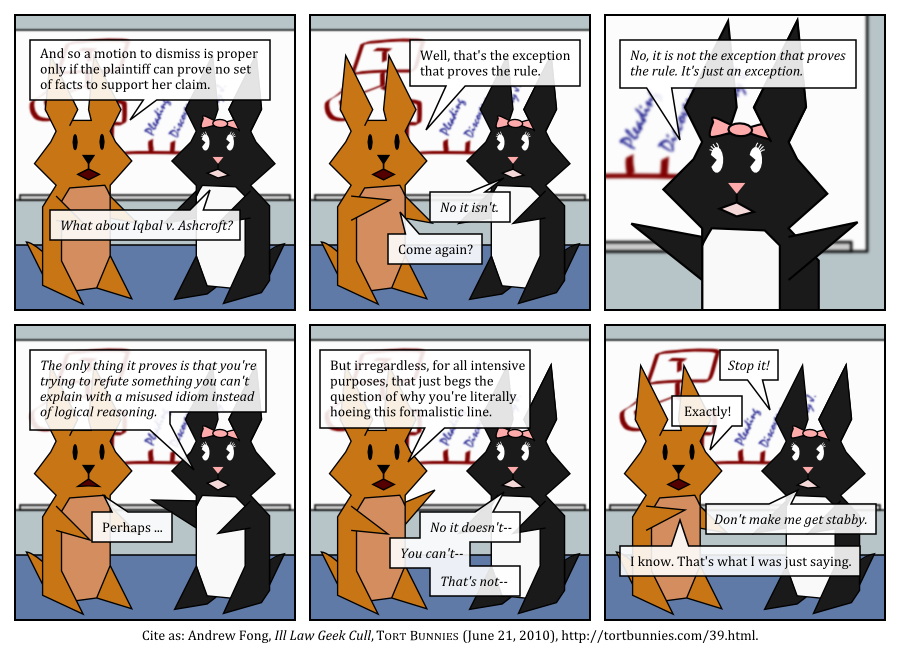 And so a motion to dismiss is proper
only if the plaintiff can prove no set
of facts to support her claim.
What about Iqbal v. Ashcroft?
Well, that's the exception
that proves the rule.
No it isn't.
Come again?
No, it is not the exception that proves
the rule. It's just an exception.
Pleading
The only thing it proves is that you're
trying to refute something you can't
explain with a misused idiom instead
of logical reasoning.
Perhaps ...
But irregardless, for all intensive
purposes, that just begs the
question of why you're literally
hoeing this formalistic line.
No it doesn't--
You can't--
That's not--
T
Stop it!
Exactly!
Pleading
Don't make me get stabby.
I know. That's what I was just saying.
Cite as: Andrew Fong, Ill Law Geek Cull, TORT BUNNIES (June 21, 2010), http://tortbunnies.com/39.html.